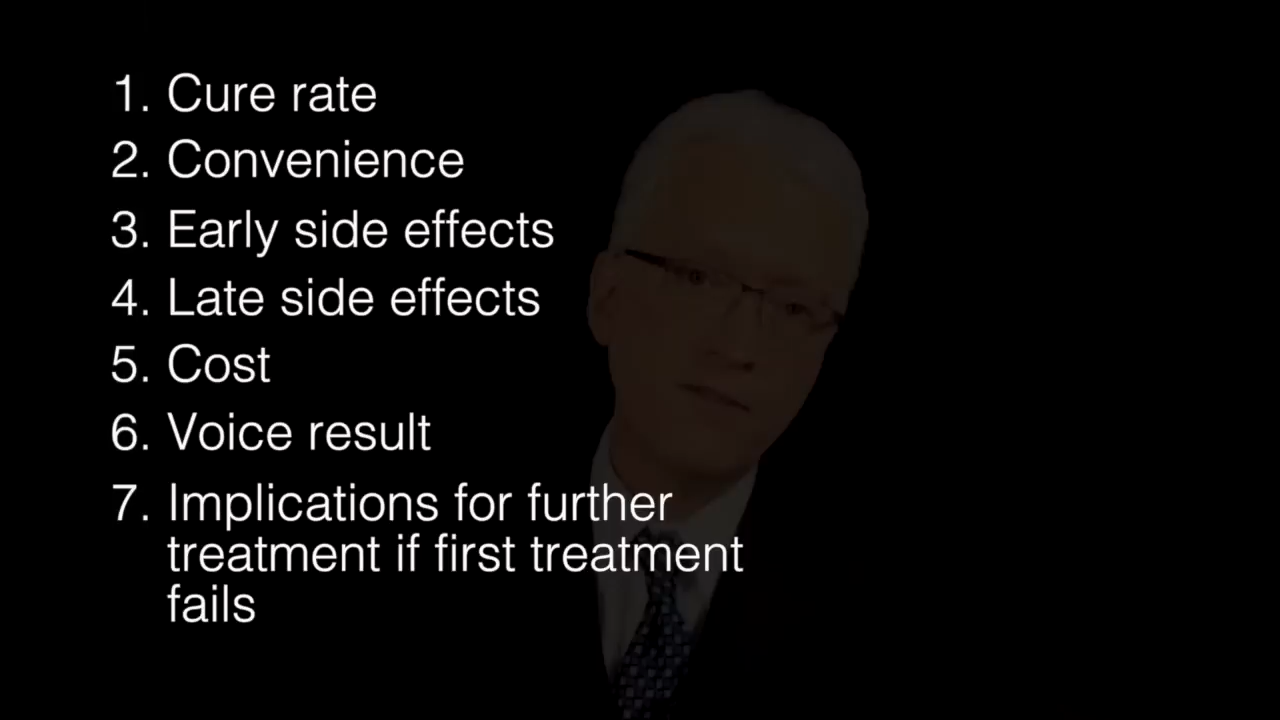 1. Cure rate
2. Convenience
3. Early side effects
4. Late side effects
5. Cost
6. Voice result
7. Implications for further
treatment if first treatment
fails